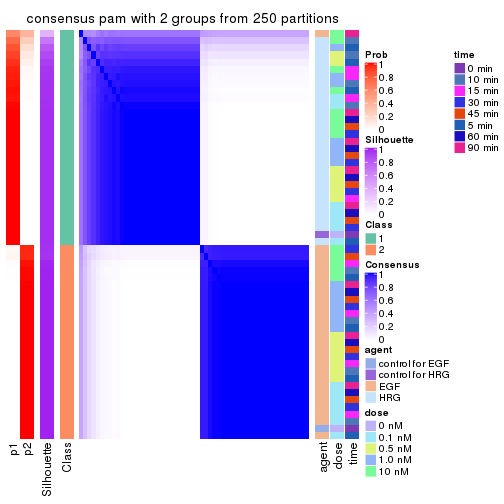 consensus pam with 2 groups from 250 partitions
Prob
1
0.8
0.6
0.4
0.2
0
Silhouette
1
0.8
0.6
0.4
0.2
0
Class
1
2
Consensus
1
0.8
0.6
0.4
0.2
0
agent
control for EGF
control for HRG
EGF
HRG
dose
0 nM
0.1 nM
0.5 nM
1.0 nM
10 nM
time
0 min
10 min
15 min
30 min
45 min
5 min
60 min
90 min
p1
p2
Silhouette
Class
agent
dose
time